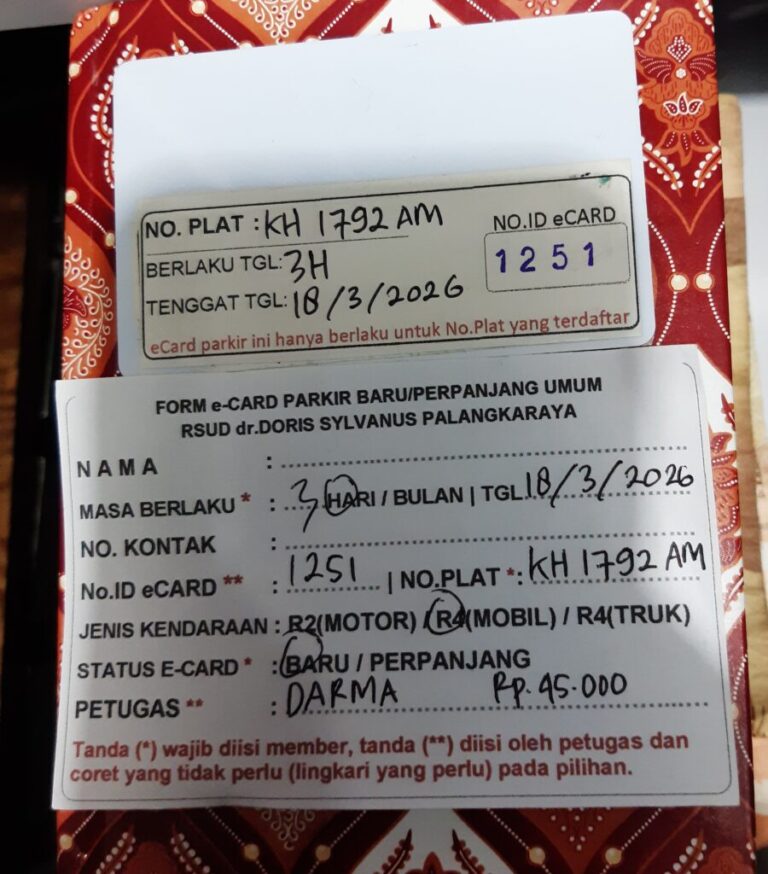 NO. PLAT : KH 1792 AM
NO.ID eCARD
1251
BERLAKU TGL: 3H
TENGGAT TGL: 18/3/2026
eCard parkir ini hanya berlaku untuk No.Plat yang terdaftar
FORM e-CARD PARKIR BARU/PERPANJANG UMUM
RSUD dr.DORIS SYLVANUS PALANGKARAYA
NAMA :
MASA BERLAKU * : 3 HARI / BULAN | TGL 18/3/2026
NO. KONTAK :
No.ID eCARD ** : 1251 | NO.PLAT *: KH 1792 AM
JENIS KENDARAAN : R2(MOTOR) / R4(MOBIL) / R4(TRUK)
STATUS E-CARD * : BARU / PERPANJANG
PETUGAS ** : DARMA Rp. 45.000
Tanda (*) wajib diisi member, tanda (**) diisi oleh petugas dan
coret yang tidak perlu (lingkari yang perlu) pada pilihan.